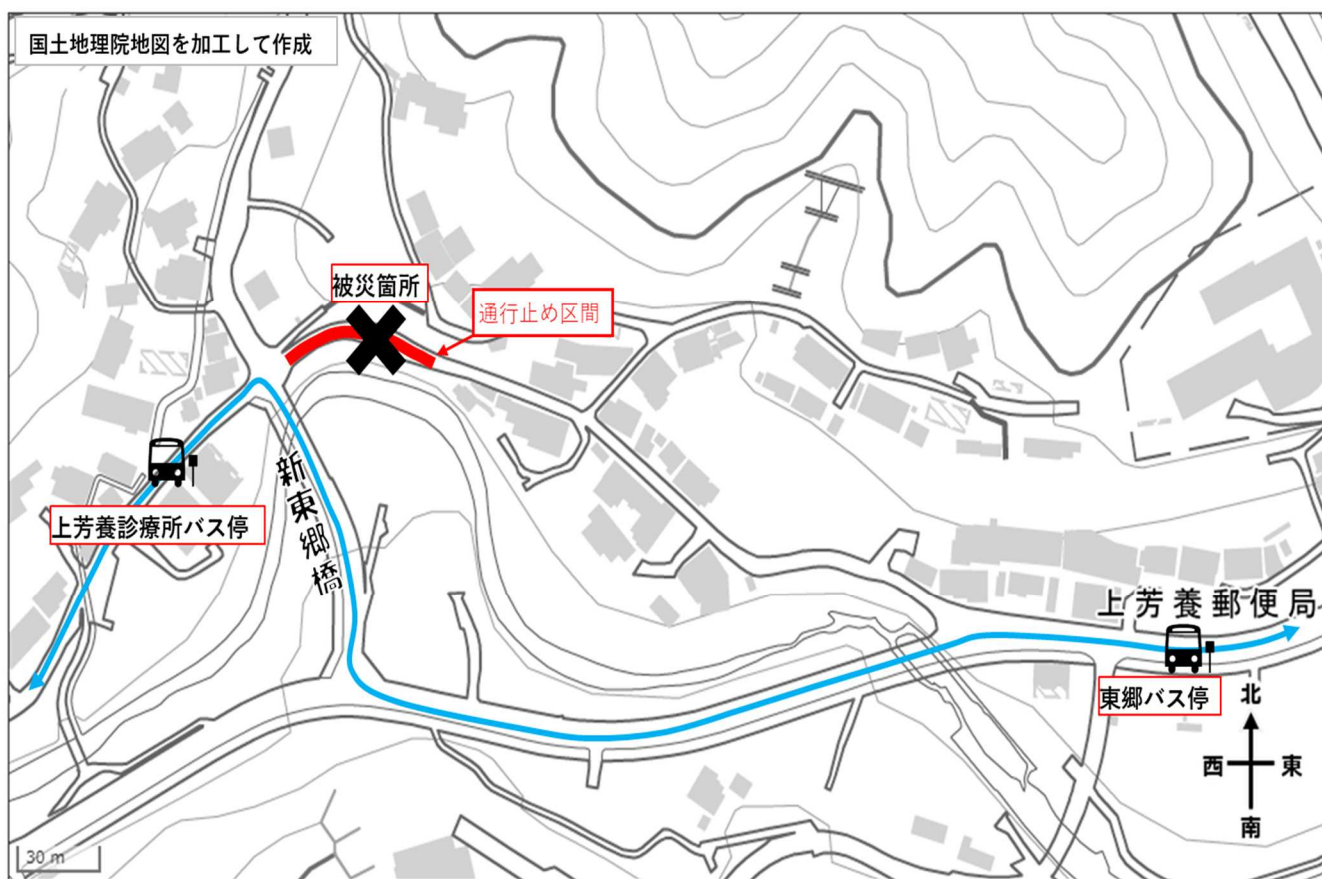 国土地理院地図を加工して作成
被災箇所
通行止め区間
上芳養診療所バス停
新東郷橋
上芳養郵便局
東郷バス停
北
西 東
南
30 m